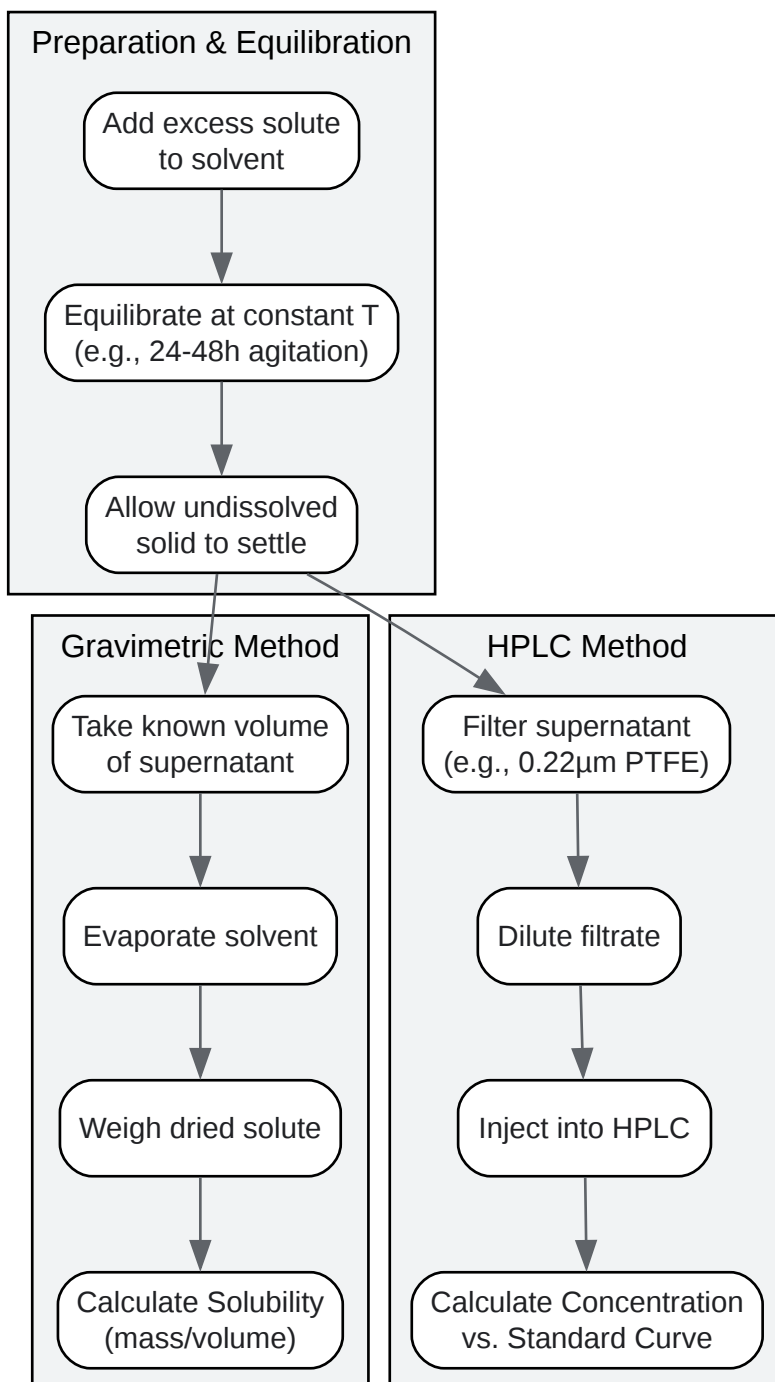 Preparation & Equilibration
Add excess solute
to solvent
Equilibrate at constant T
(e.g., 24-48h agitation)
Allow undissolved
solid to settle
Gravimetric Method
Take known volume
of supernatant
Evaporate solvent
Weigh dried solute
Calculate Solubility
(mass/volume)
HPLC Method
Filter supernatant
(e.g., 0.22µm PTFE)
Dilute filtrate
Inject into HPLC
Calculate Concentration
vs. Standard Curve